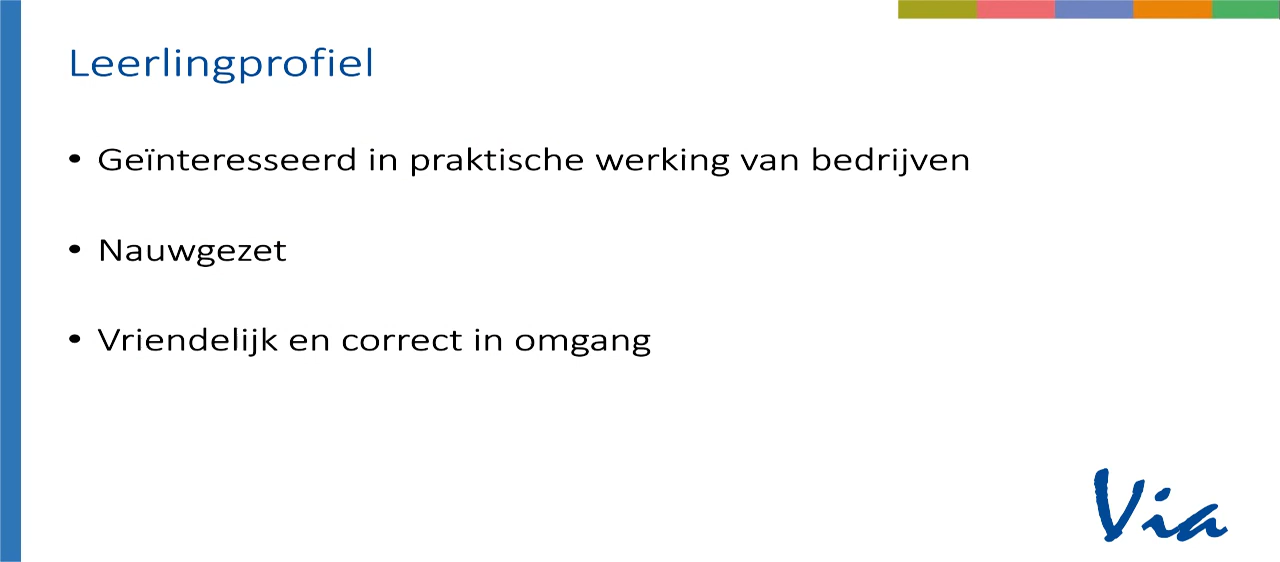 Leerlingprofiel
• Geïnteresseerd in praktische werking van bedrijven
• Nauwgezet
• Vriendelijk en correct in omgang
Via